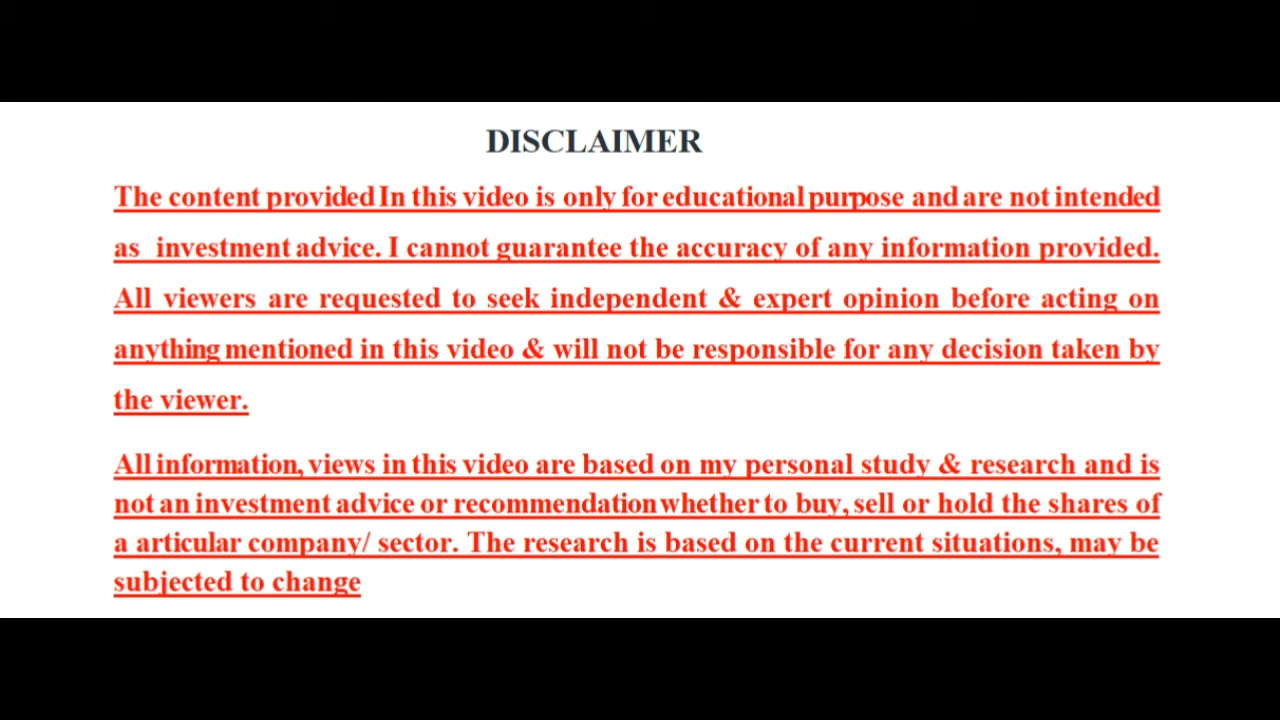 DISCLAIMER
The content provided In this video is only for educational purpose and are not intended
as investment advice. I cannot guarantee the accuracy of any information provided.
All viewers are requested to seek independent & expert opinion before acting on
anything mentioned in this video & will not be responsible for any decision taken by
the viewer.
All information, views in this video are based on my personal study & research and is
not an investment advice or recommendation whether to buy, sell or hold the shares of
a articular company/ sector. The research is based on the current situations, may be
subjected to change